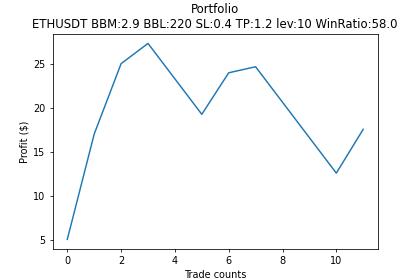 Portfolio
ETHUSDT BBM:2.9 BBL:220 SL:0.4 TP:1.2 lev:10 WinRatio:58.0
25
20
15
10
5
Profit ($)
0 2 4 6 8 10
Trade counts